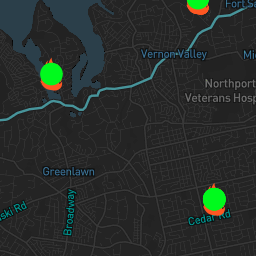 Fort Sa
Vernon Valley
Mi
Northport
Veterans Hosp
Greenlawn
Broadway
ski Rd
Cedar Rd